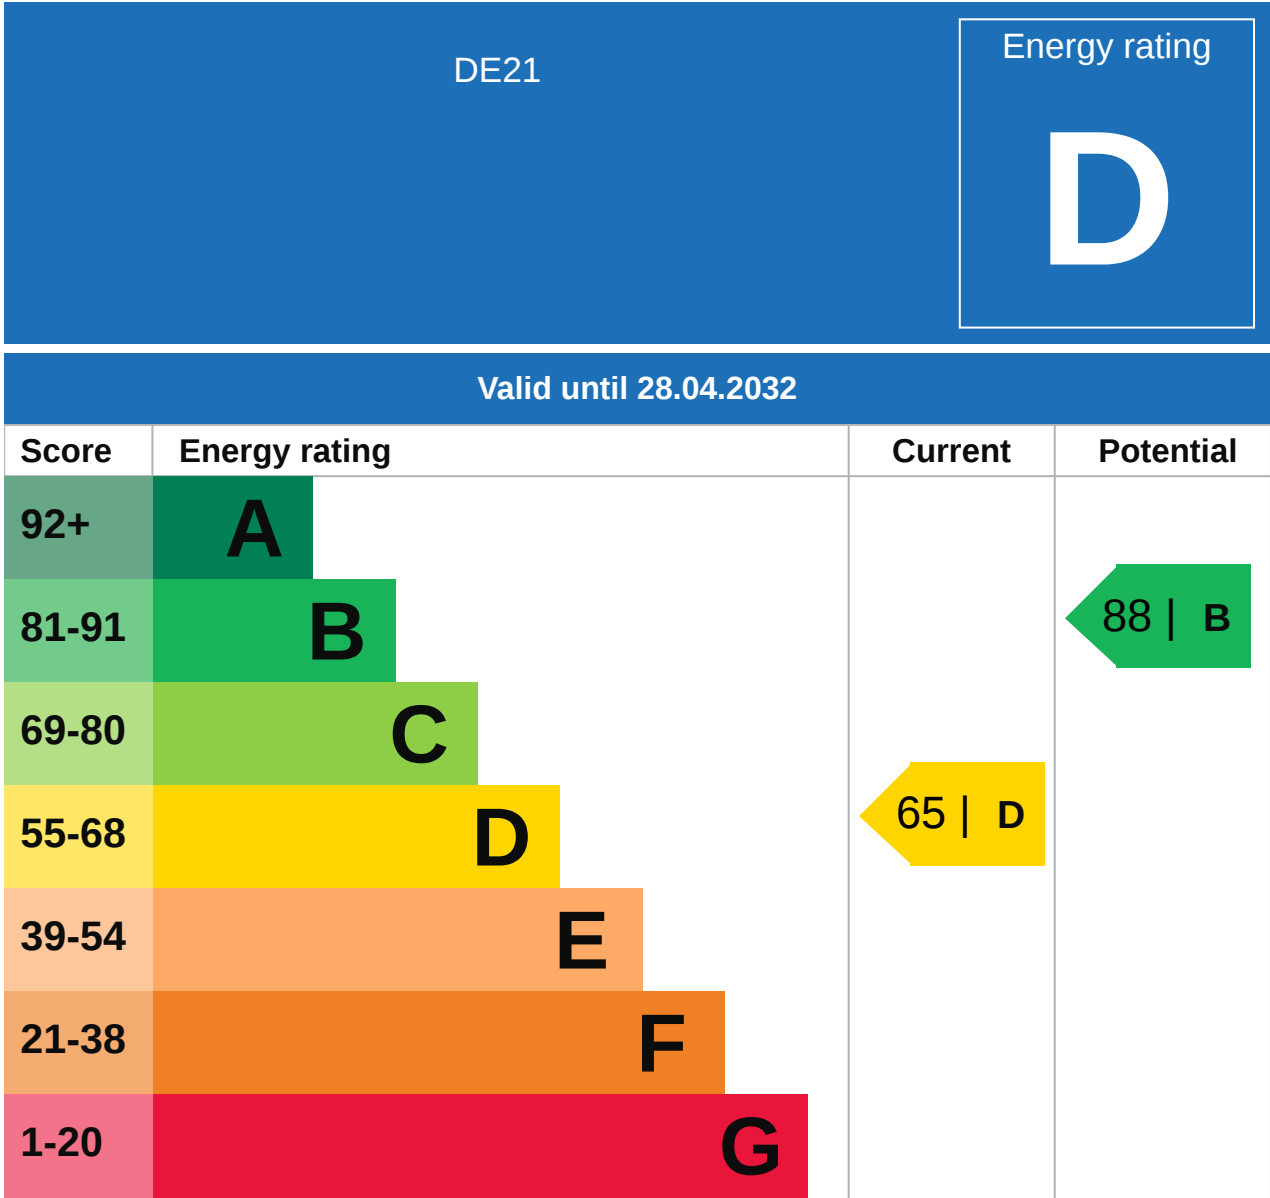 DE21
Energy rating
D
Valid until 28.04.2032
Score Energy rating Current Potential
92+ A
81-91 B 88 | B
69-80 C
55-68 D 65 | D
39-54 E
21-38 F
1-20 G